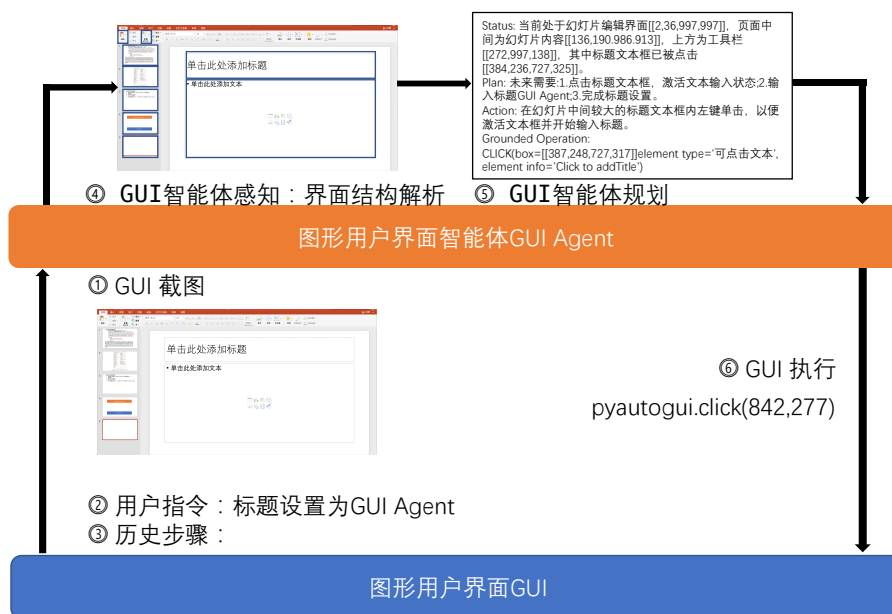 单击此处添加标题
• 单击此处添加文本
Status: 当前处于幻灯片编辑界面[[2,36,997,997]]，页面中
间为幻灯片内容[[136,190.986.913]]，上方为工具栏
[[272,997,138]]，其中标题文本框已被点击
[[384,236,727,325]]。
Plan: 未来需要:1.点击标题文本框，激活文本输入状态;2.输
入标题GUI Agent;3.完成标题设置。
Action: 在幻灯片中间较大的标题文本框内左键单击，以便
激活文本框并开始输入标题。
Grounded Operation:
CLICK(box=[[387,248,727,317]]element type='可点击文本',
element info='Click to addTitle')
④ GUI智能体感知：界面结构解析
⑤ GUI智能体规划
图形用户界面智能体GUI Agent
① GUI 截图
单击此处添加标题
• 单击此处添加文本
⑥ GUI 执行
pyautogui.click(842,277)
② 用户指令：标题设置为GUI Agent
③ 历史步骤：
图形用户界面GUI